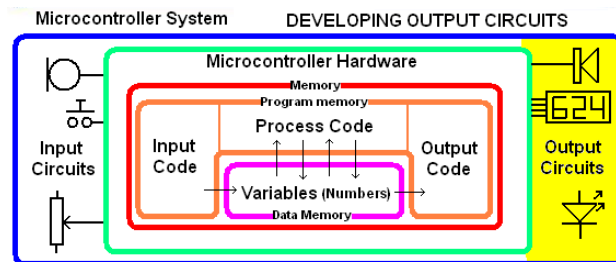 Microcontroller System
DEVELOPING OUTPUT CIRCUITS
Microcontroller Hardware
Memory
Program memory
Process Code
Input
Code
Output
Code
Variables (Numbers)
Data Memory
Input
Circuits
624
Output
Circuits